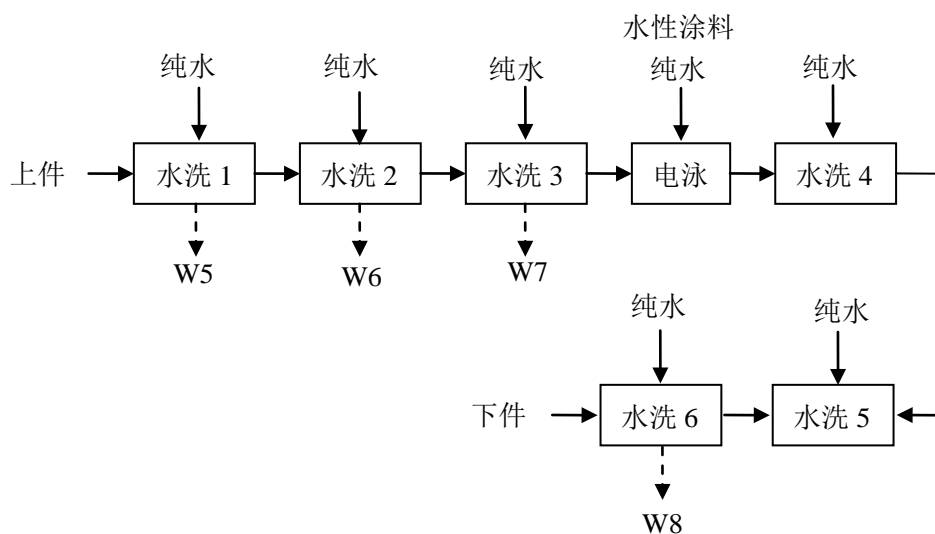 水性涂料
纯水 纯水 纯水 纯水 纯水
上件 水洗 1 水洗 2 水洗 3 电泳 水洗 4
W5 W6 W7
纯水 纯水
下件 水洗 6 水洗 5
W8